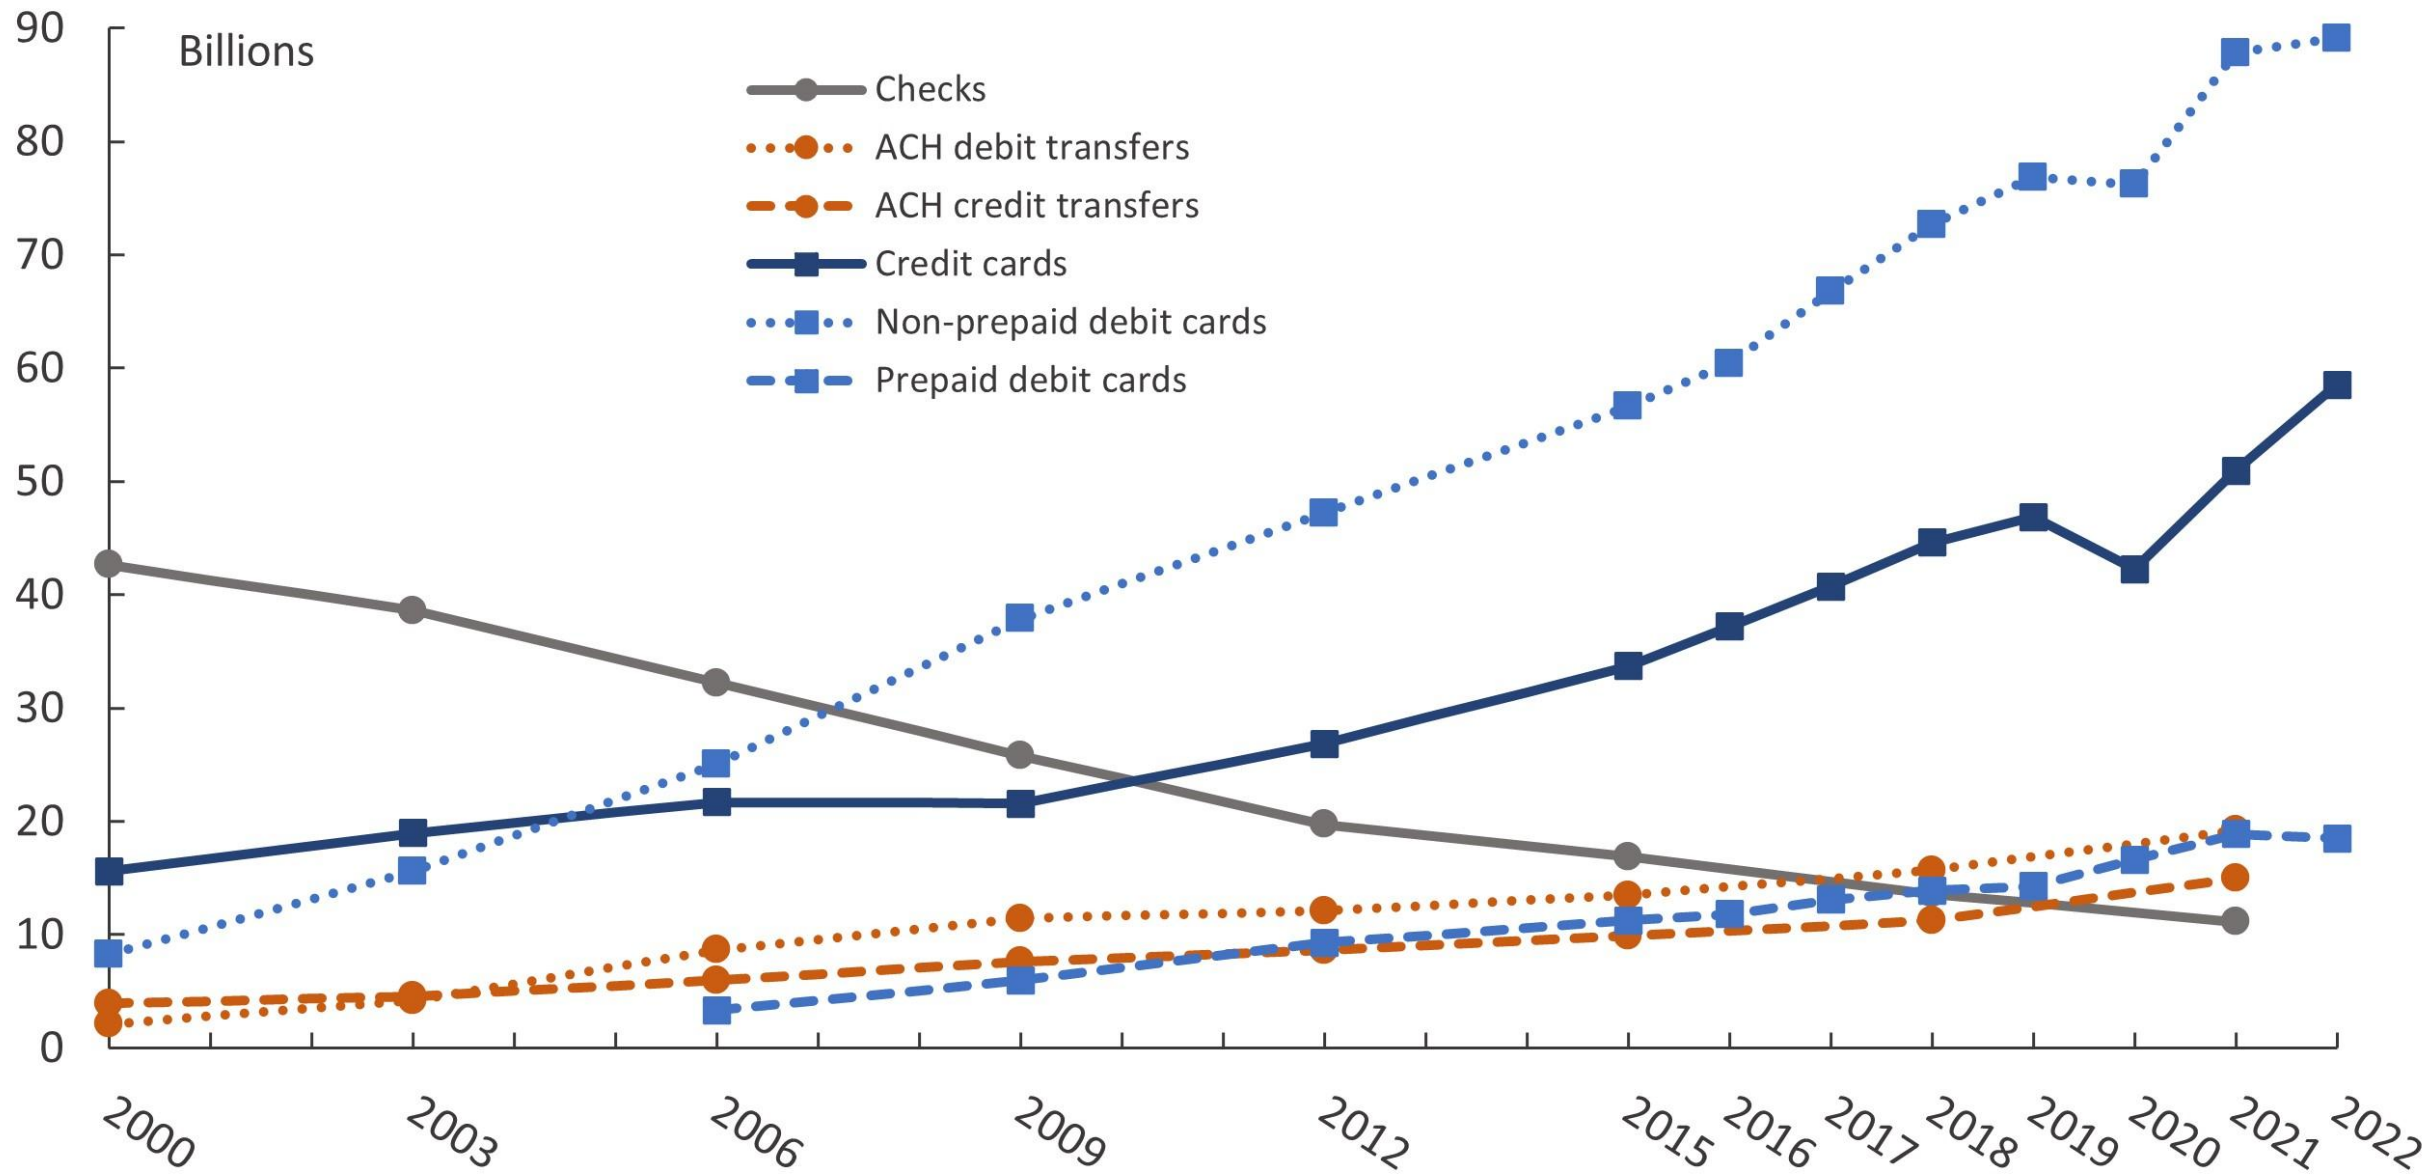 90
Billions
Checks
80
ACH debit transfers
ACH credit transfers
70
Credit cards
Non-prepaid debit cards
60
Prepaid debit cards
50
40
30
20
10
0
2000 2003 2006 2009 2012 2015 2016 2017 2018 2019 2020 2021 2022